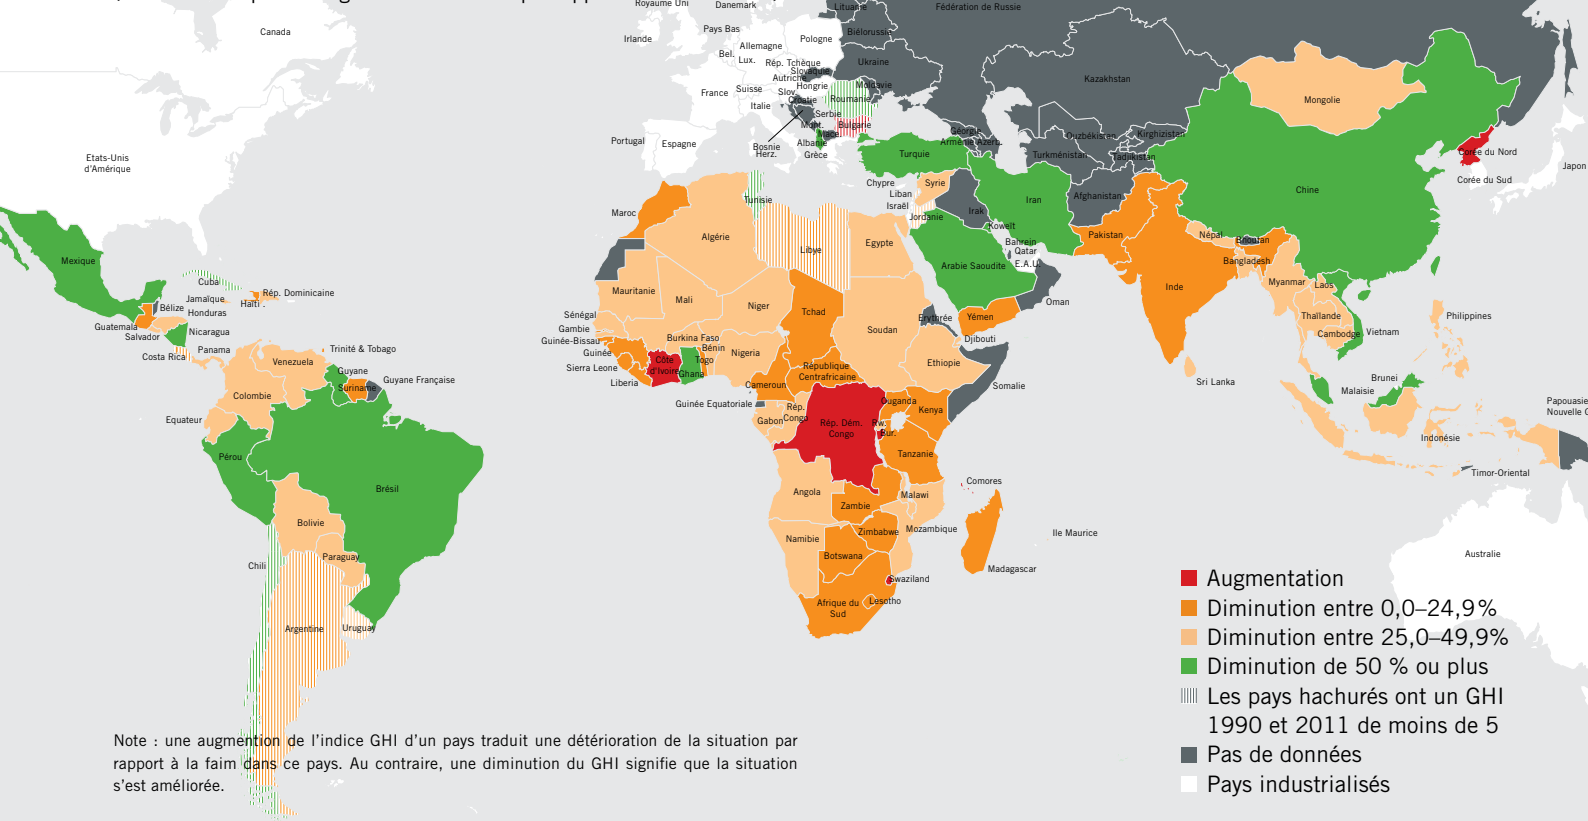 Royaume Uni
Danemark
Lituanie
Fédération de Russie
Canada
Irlande
Pays Bas
Pologne
Biélorussie
Allemagne
Bel.
Lux.
Rép. Tchèque
Ukraine
Slovaquie
Autriche
Kazakhstan
France
Suisse
Slov.
Hongrie
Moldavie
Mongolie
Italie
Croatie
Roumanie
Serbie
Mont.
Bulgarie
Mace.
Géorgie
Ouzbékistan
Kirghizistan
Portugal
Espagne
Bosnie
Herz.
Albanie
Grèce
Turquie
Arménie
Azerb.
Turkménistan
Tadjikistan
Corée du Nord
Etats-Unis
d'Amérique
Japon
Chypre
Syrie
Corée du Sud
Liban
Israël
Jordanie
Irak
Iran
Afghanistan
Chine
Tunisie
Maroc
Koweït
Algérie
Libye
Egypte
Bahreïn
Qatar
E.A.U.
Pakistan
Népal
Bhoutan
Mexique
Arabie Saoudite
Bangladesh
Cuba
Rép. Dominicaine
Jamaïque
Haïti
Bélize
Honduras
Mauritanie
Mali
Niger
Tchad
Oman
Inde
Myanmar
Laos
Guatemala
Salvador
Nicaragua
Sénégal
Gambie
Guinée-Bissau
Guinée
Burkina Faso
Bénin
Soudan
Erythrée
Yémen
Djibouti
Thaïlande
Cambodge
Vietnam
Philippines
Costa Rica
Panama
Trinité & Tobago
Venezuela
Sierra Leone
Liberia
Côte
d'Ivoire
Ghana
Togo
Nigeria
République
Centrafricaine
Ethiopie
Guyane
Suriname
Guyane Française
Colombie
Cameroun
Somalie
Sri Lanka
Brunei
Malaisie
Guinée Equatoriale
Ouganda
Kenya
Equateur
Gabon
Rép.
Congo
Rép. Dém.
Congo
Rw.
Bur.
Papouasie
Nouvelle G
Indonésie
Pérou
Tanzanie
Timor-Oriental
Brésil
Angola
Comores
Malawi
Zambie
Bolivie
Mozambique
Namibie
Zimbabwe
Ile Maurice
Paraguay
Botswana
Chili
Madagascar
Swaziland
Australie
Afrique du
Sud
Lesotho
Argentine
Uruguay
Augmentation
Diminution entre 0,0–24,9%
Diminution entre 25,0–49,9%
Diminution de 50 % ou plus
Les pays hachurés ont un GHI
1990 et 2011 de moins de 5
Pas de données
Pays industrialisés
Note : une augmention de l'indice GHI d'un pays traduit une détérioration de la situation par
rapport à la faim dans ce pays. Au contraire, une diminution du GHI signifie que la situation
s'est améliorée.